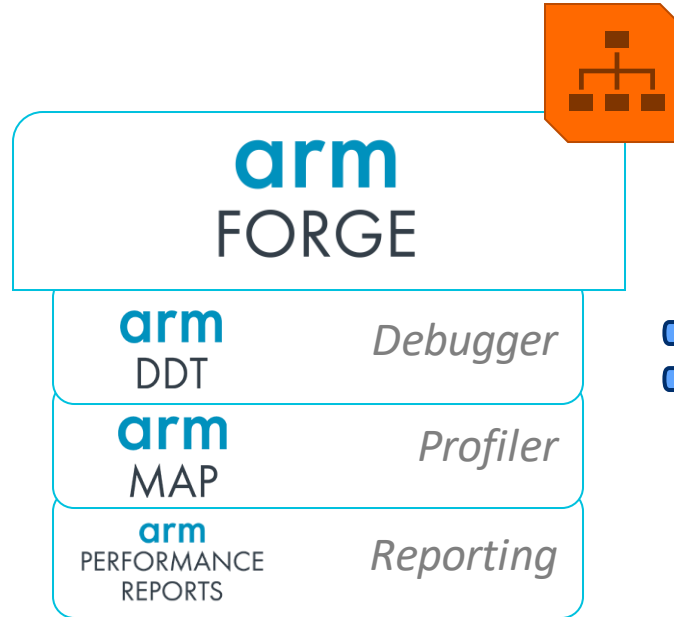 arm
FORGE
arm
DDT
Debugger
arm
MAP
Profiler
arm
PERFORMANCE
REPORTS
Reporting